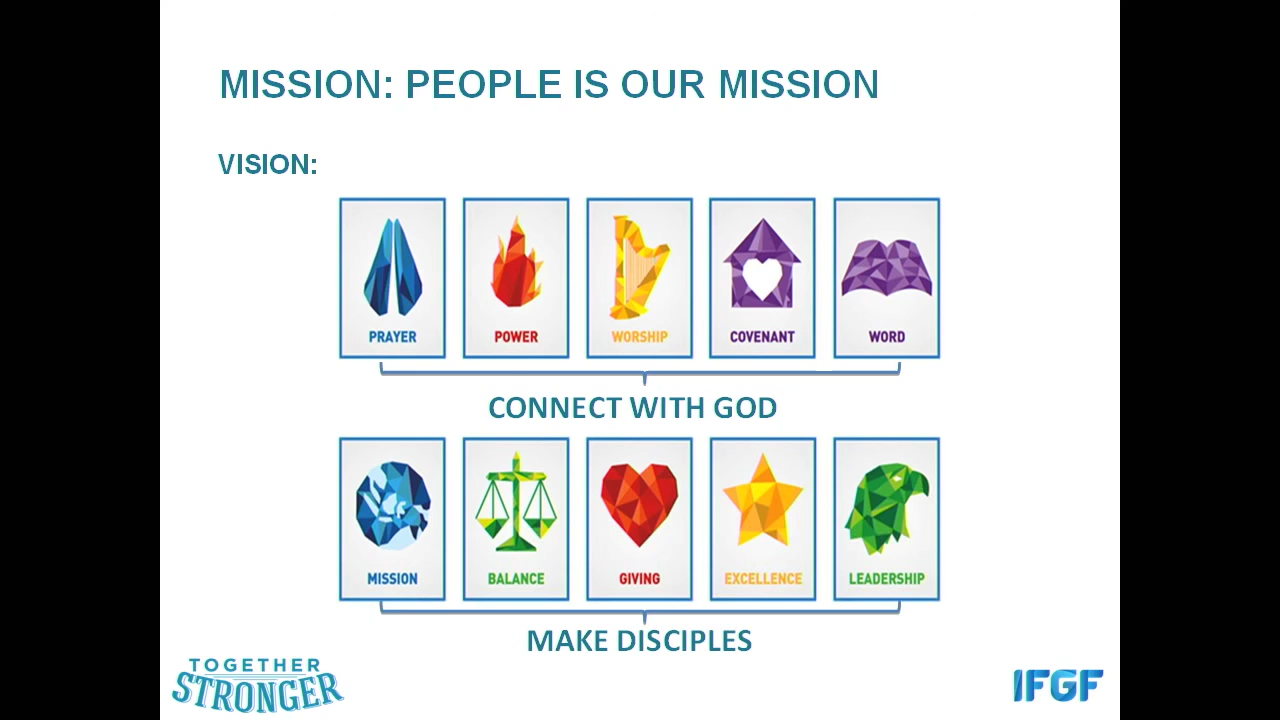 MISSION: PEOPLE IS OUR MISSION
VISION:
PRAYER POWER WORSHIP COVENANT WORD
CONNECT WITH GOD
MISSION BALANCE GIVING EXCELLENCE LEADERSHIP
MAKE DISCIPLES
TOGETHER
STRONGER
IFGF